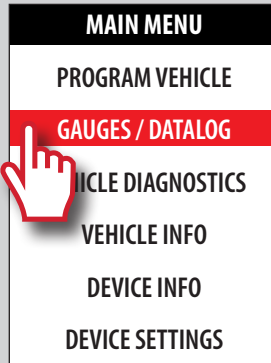 MAIN MENU
PROGRAM VEHICLE
GAUGES / DATALOG
DIAGNOSTICS
VEHICLE INFO
DEVICE INFO
DEVICE SETTINGS